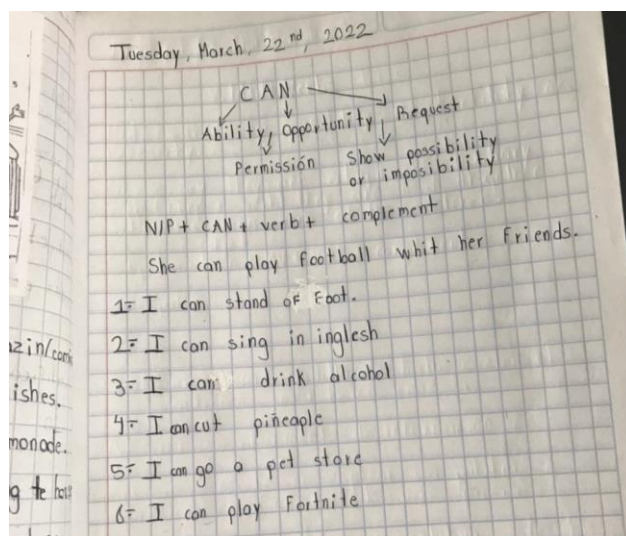 Tuesday, March, 22nd, 2022
CAN
Ability, Opportunity, Request
Permissión Show possibility
or imposibility
N/P + CAN + verb + complement
She can play football whit her Friends.
1= I can stand of Foot.
2= I can sing in inglesh
3= I can drink alcohol
4= I can cut piñeaple
5= I can go a pet store
6= I can play Fortnite
ishes.
monade.